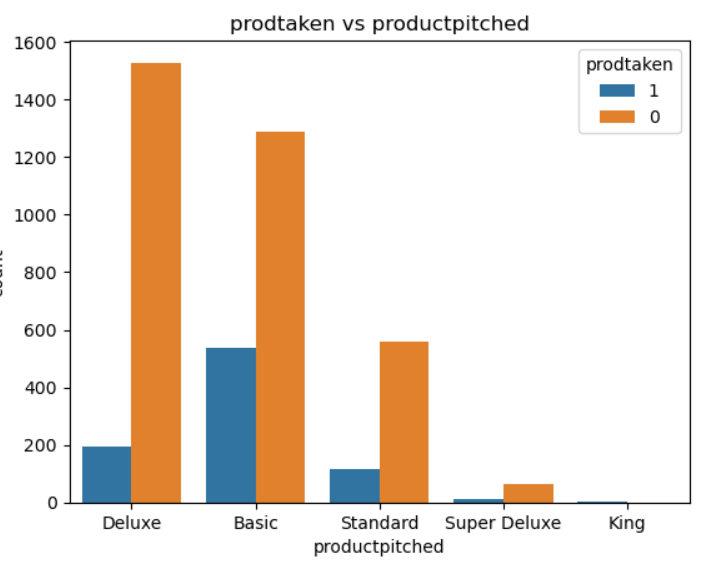 prodtaken vs productpitched
1600
1400
1200
1000
800
600
400
200
0
prodtaken
1
0
Deluxe Basic Standard Super Deluxe King
productpitched